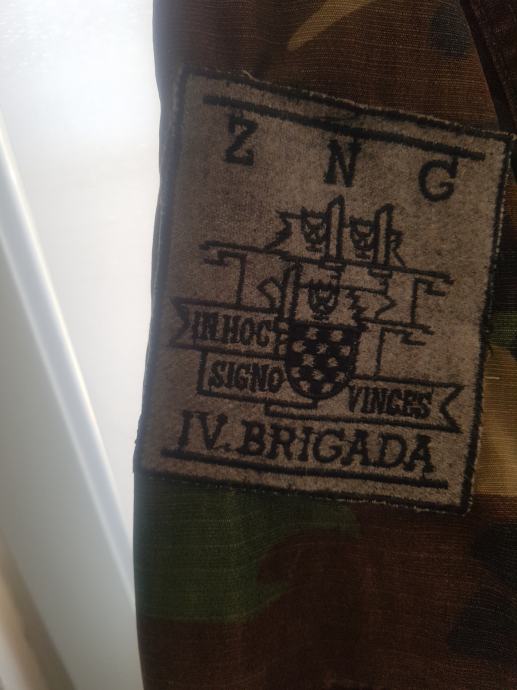 Z N G
IN HOC
SIGNO
VINCES
IV. BRIGADA